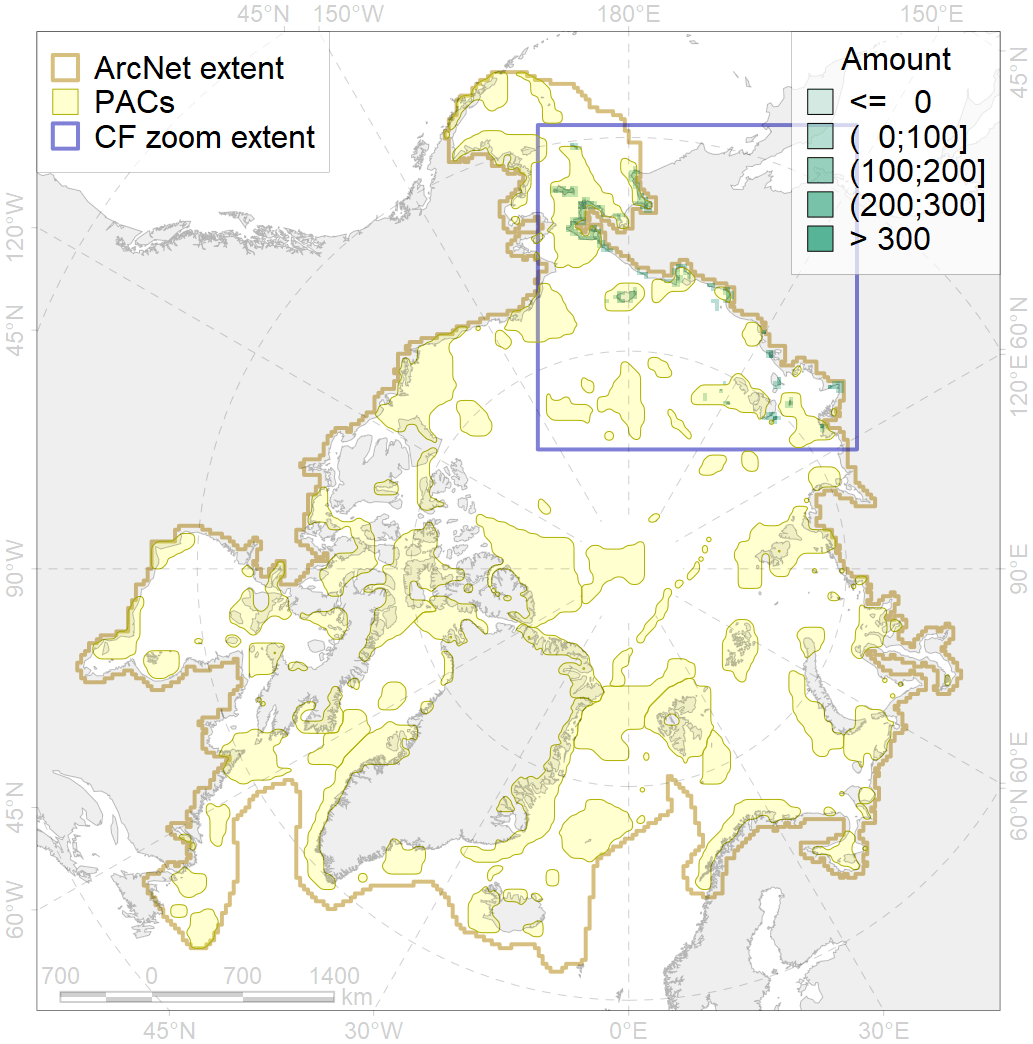 45°N 150°W 180°E 150°E
ArcNet extent
PACs
CF zoom extent
Amount
<= 0
( 0;100]
(100;200]
(200;300]
> 300
45°N
120°W
45°N
90°W
45°N
60°W
60°N
120°E
90°E
60°E
60°N
700 0 700 1400
km
45°W 30°W 0°E 30°E